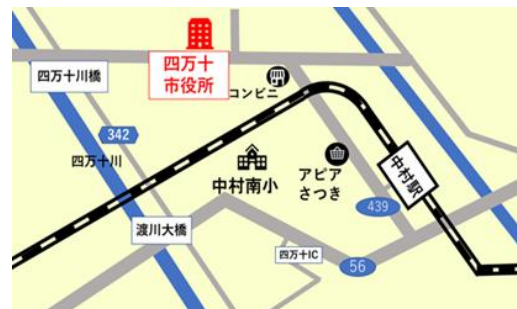 四万十
市役所
四万十川橋
コンビニ
342
四万十川
中村南小
アピア
さつき
中村駅
439
渡川大橋
四万十IC
56